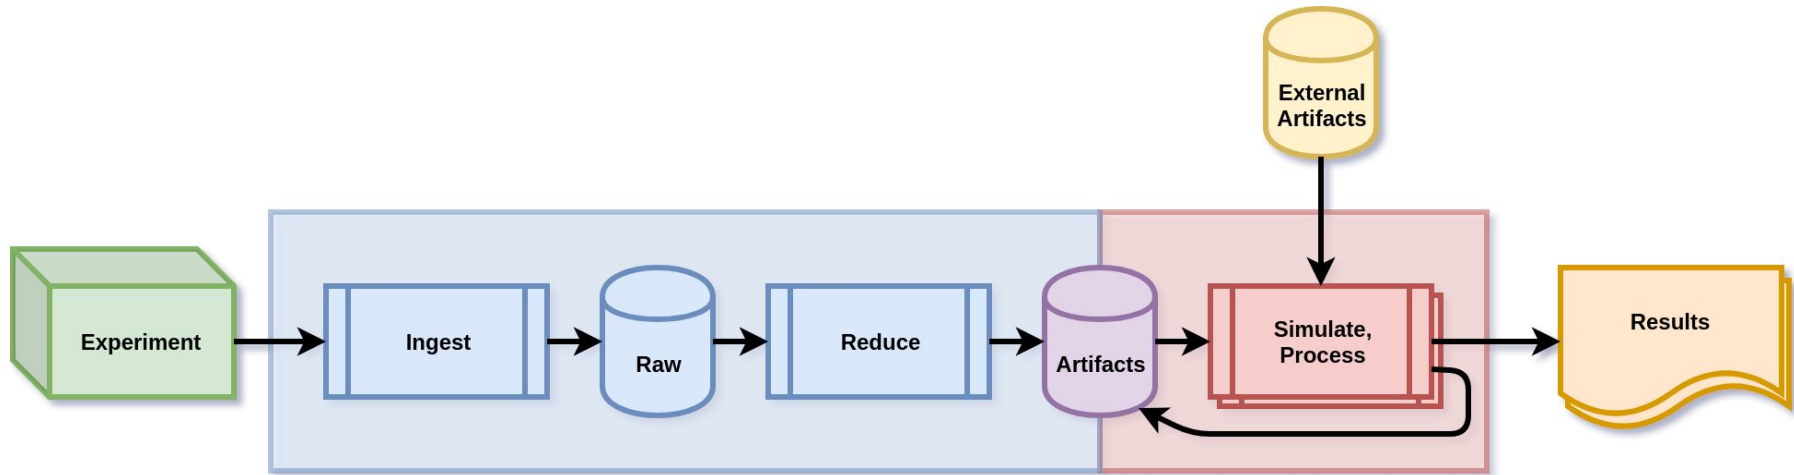 External
Artifacts
Experiment
Ingest
Raw
Reduce
Artifacts
Simulate,
Process
Results